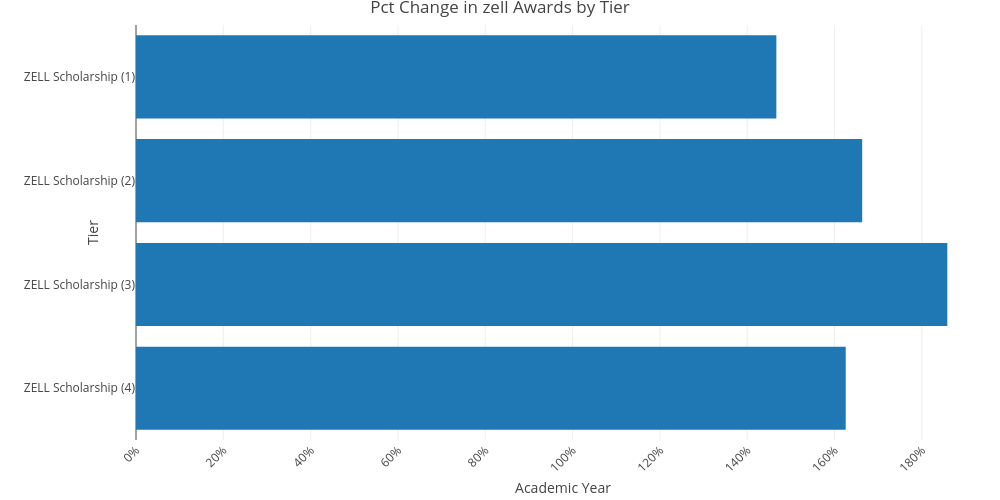 Pct Change in zell Awards by Tier
ZELL Scholarship (1)
ZELL Scholarship (2)
Tier
ZELL Scholarship (3)
ZELL Scholarship (4)
0% 20% 40% 60% 80% 100% 120% 140% 160% 180%
Academic Year